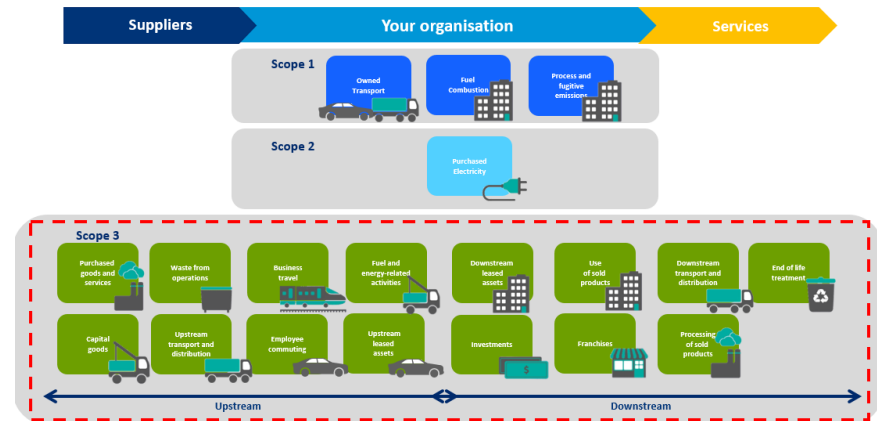 Suppliers
Your organisation
Services
Scope 1
Owned
Transport
Fuel
Combustion
Process and
fugitive
emissions
Scope 2
Purchased
Electricity
Scope 3
Purchased
goods and
services
Waste from
operations
Business
travel
Fuel and
energy-related
activities
Downstream
leased
assets
Use
of sold
products
Downstream
transport and
distribution
End of life
treatment
Capital
goods
Upstream
transport and
distribution
Employee
commuting
Upstream
leased
assets
Investments
$
Franchises
Processing
of sold
products
Upstream
Downstream